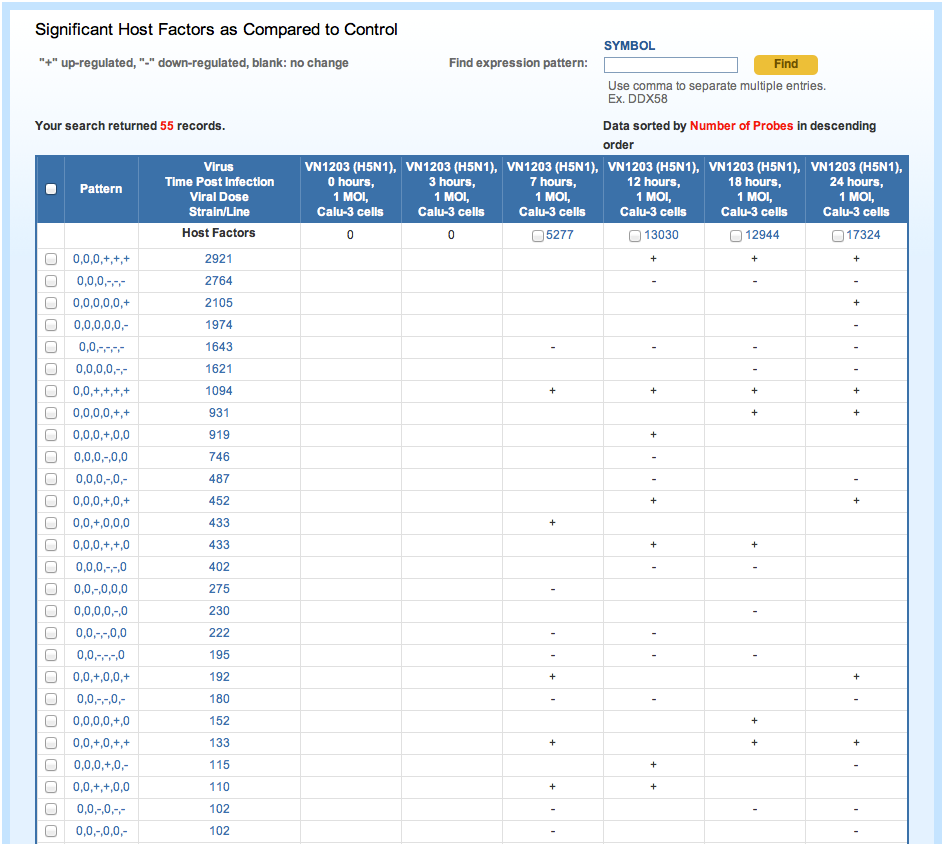 Significant Host Factors as Compared to Control
SYMBOL
"+" up-regulated, "-" down-regulated, blank: no change
Find expression pattern:
Find
Use comma to separate multiple entries.
Ex. DDX58
Your search returned 55 records.
Data sorted by Number of Probes in descending
order
Pattern
Virus
Time Post Infection
Viral Dose
Strain/Line
VN1203 (H5N1),
0 hours,
1 MOI,
Calu-3 cells
VN1203 (H5N1),
3 hours,
1 MOI,
Calu-3 cells
VN1203 (H5N1),
7 hours,
1 MOI,
Calu-3 cells
VN1203 (H5N1),
12 hours,
1 MOI,
Calu-3 cells
VN1203 (H5N1),
18 hours,
1 MOI,
Calu-3 cells
VN1203 (H5N1),
24 hours,
1 MOI,
Calu-3 cells
Host Factors 0 0 5277 13030 12944 17324
0,0,0,+,+,+ 2921 + + +
0,0,0,-,-,- 2764 - - -
0,0,0,0,0,+ 2105 +
0,0,0,0,0,- 1974 -
0,0,-,-,-,- 1643 - - - -
0,0,0,0,-,- 1621 - -
0,0,+,+,+,+ 1094 + + + +
0,0,0,0,+,+ 931 + +
0,0,0,+,0,0 919 +
0,0,0,-,0,0 746 -
0,0,0,-,0,- 487 - -
0,0,0,+,0,+ 452 + +
0,0,+,0,0,0 433 +
0,0,0,+,+,0 433 + +
0,0,0,-,-,0 402 - -
0,0,-,0,0,0 275 -
0,0,0,0,-,0 230 -
0,0,-,-,0,0 222 - -
0,0,-,-,-,0 195 - - -
0,0,+,0,0,+ 192 + +
0,0,-,-,0,- 180 - - -
0,0,0,0,+,0 152 +
0,0,+,0,+,+ 133 + + +
0,0,0,+,0,- 115 + -
0,0,+,+,0,0 110 + +
0,0,-,0,-,- 102 - - -
0,0,-,0,0,- 102 - -